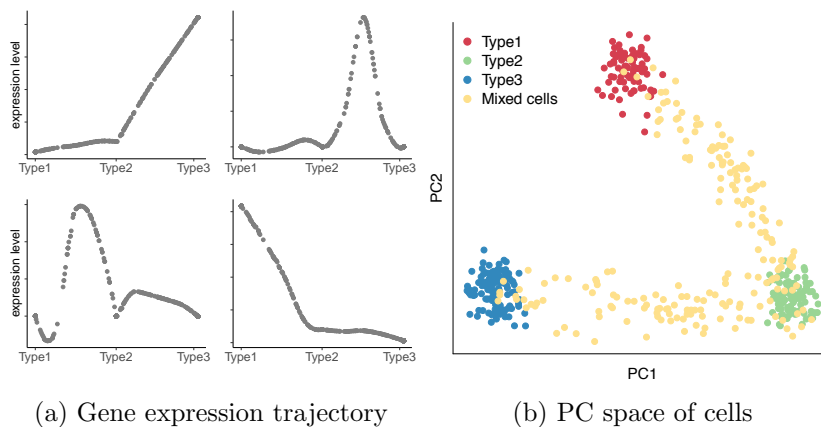 expression level
Type1 Type2 Type3
Type1 Type2 Type3
expression level
Type1 Type2 Type3
Type1 Type2 Type3
(a) Gene expression trajectory
Type1
Type2
Type3
Mixed cells
PC2
PC1
(b) PC space of cells